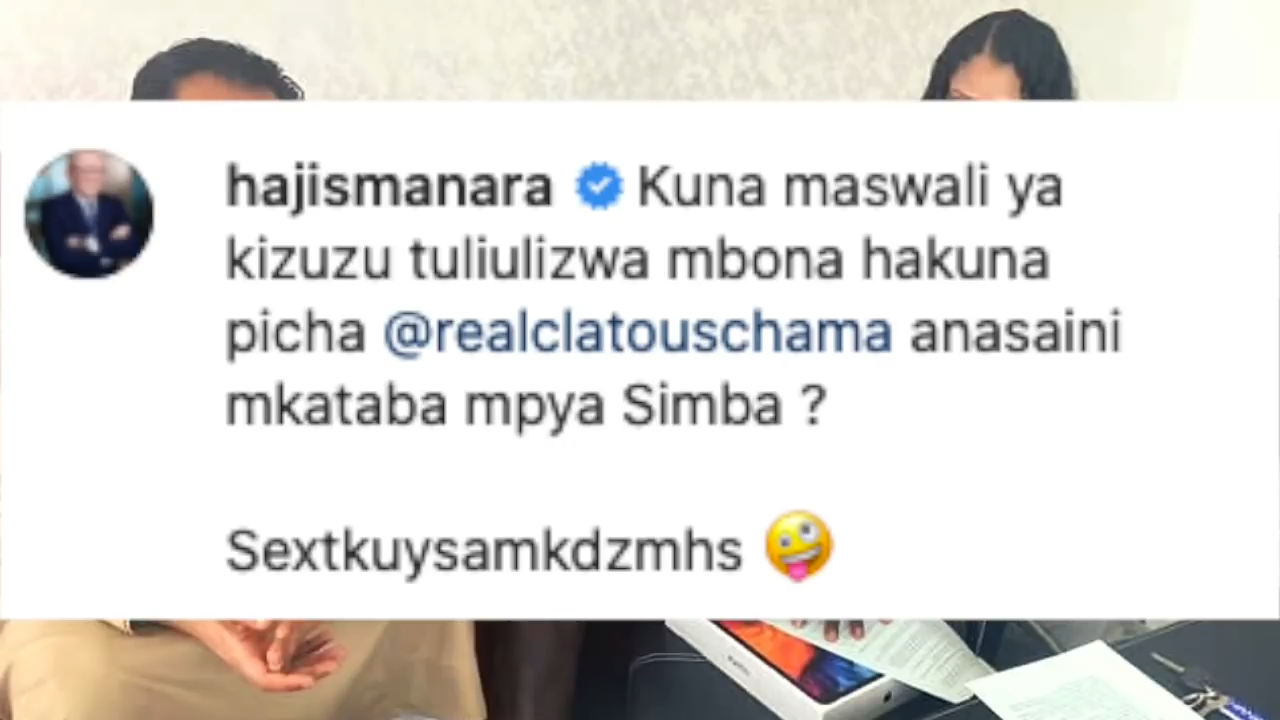 hajismanara Kuna maswali ya
kizuzu tuliulizwa mbona hakuna
picha @realclatouschama anasaini
mkataba mpya Simba ?
Sextkuysamkdzmhs 🤪